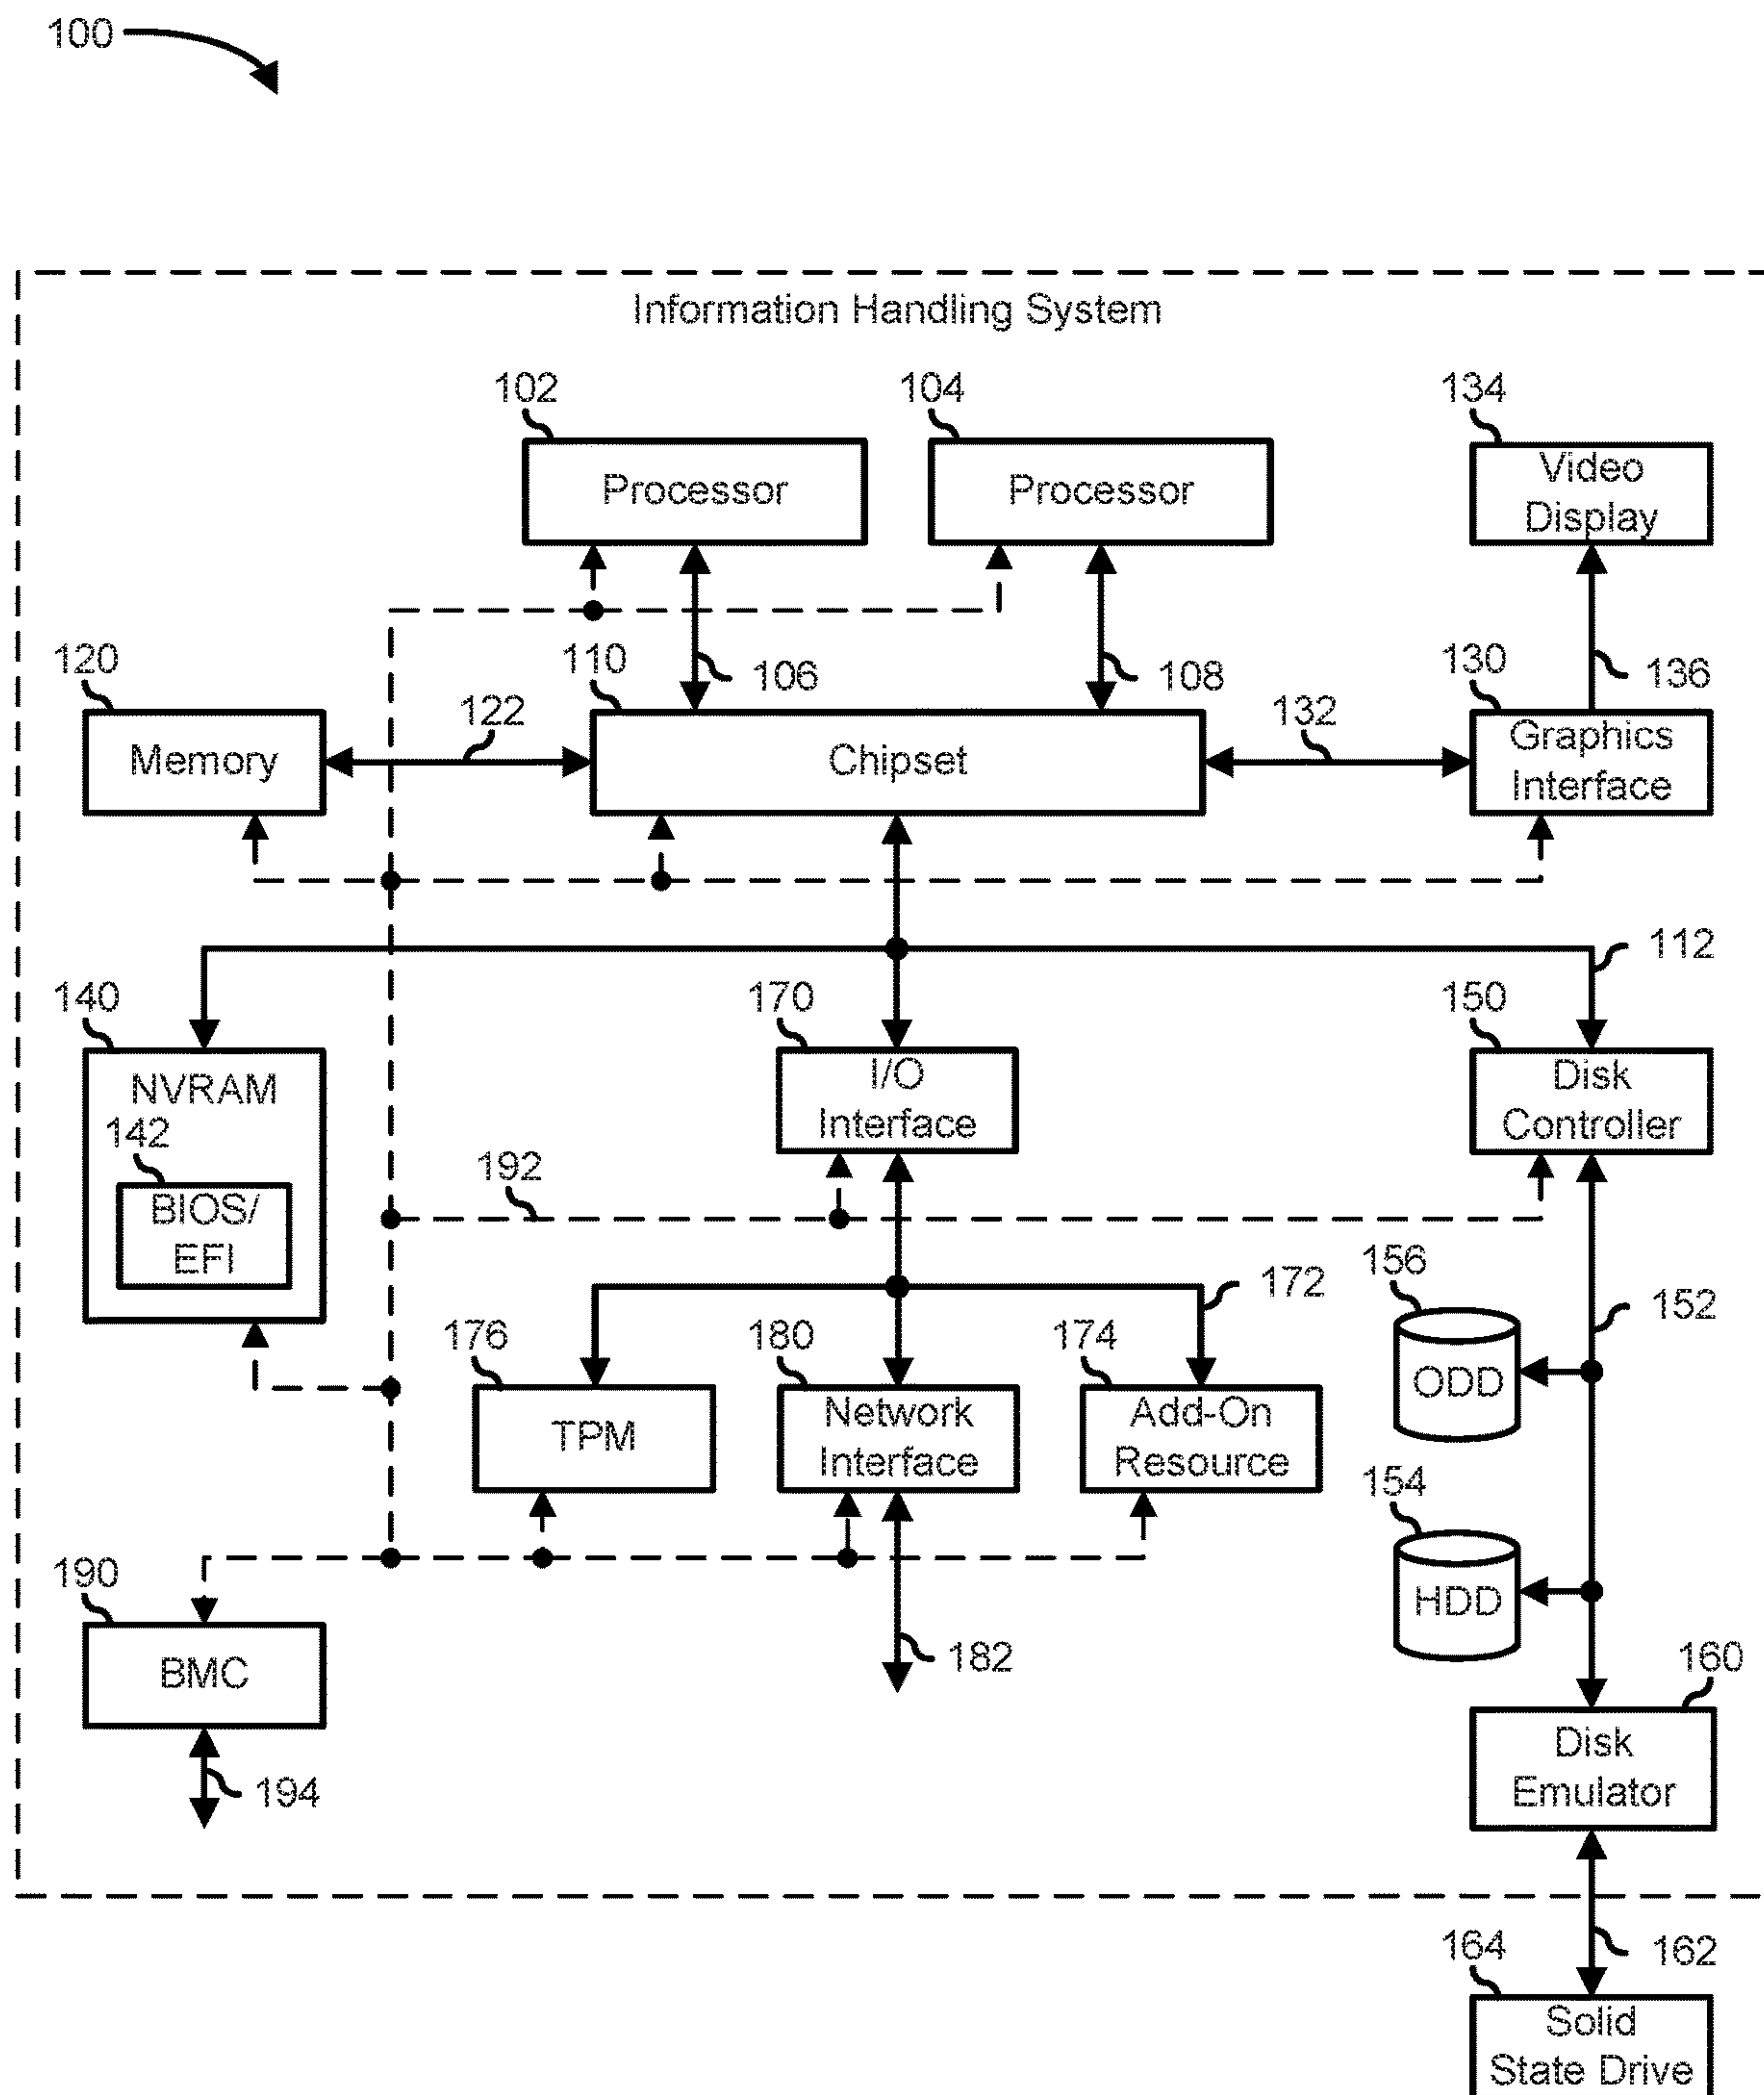 100
Information Handling System
102
104
134
Processor
Processor
Video
Display
120
110
106
108
130
136
122
132
Memory
Chipset
Graphics
Interface
112
140
170
150
NVRAM
I/O
Interface
Disk
Controller
142
BIOS/
EFI
192
156
172
152
176
180
174
ODD
TPM
Network
Interface
Add-On
Resource
154
HDD
190
182
160
BMC
Disk
Emulator
194
164
162
Solid
State Drive